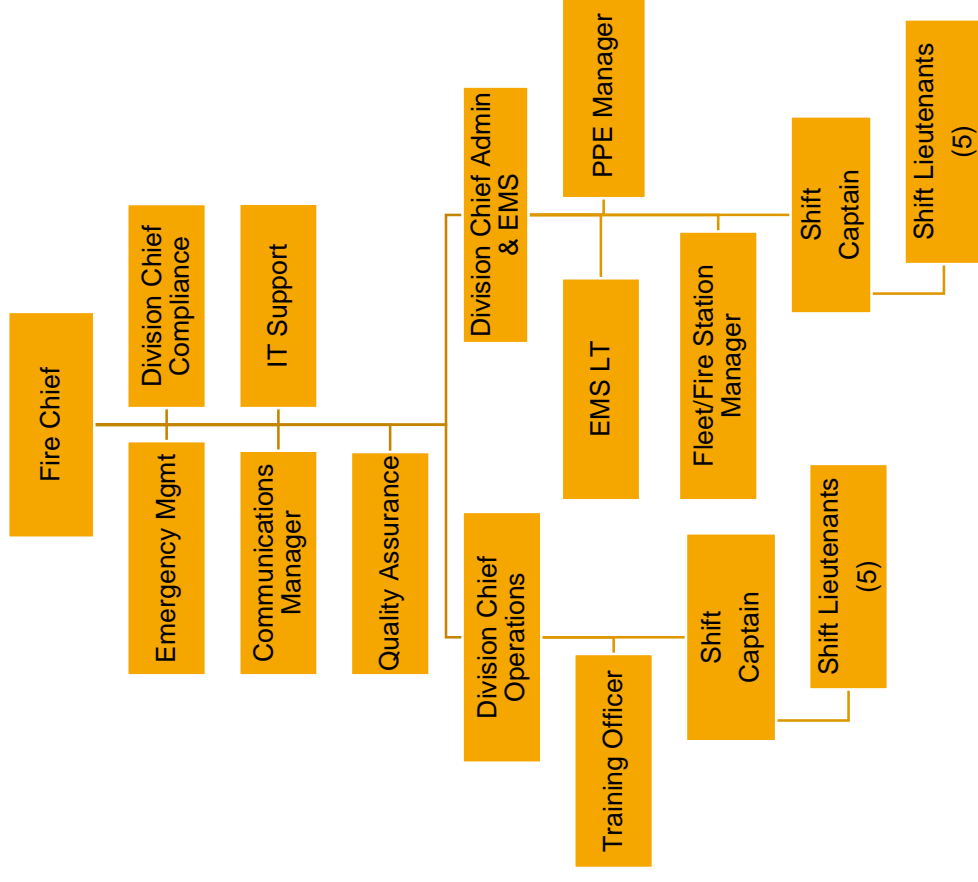 Fire Chief
Emergency Mgmt
Division Chief
Compliance
Communications
Manager
IT Support
Quality Assurance
Division Chief
Operations
Division Chief Admin
& EMS
Training Officer
EMS LT
PPE Manager
Shift
Captain
Fleet/Fire Station
Manager
Shift Lieutenants
(5)
Shift
Captain
Shift Lieutenants
(5)